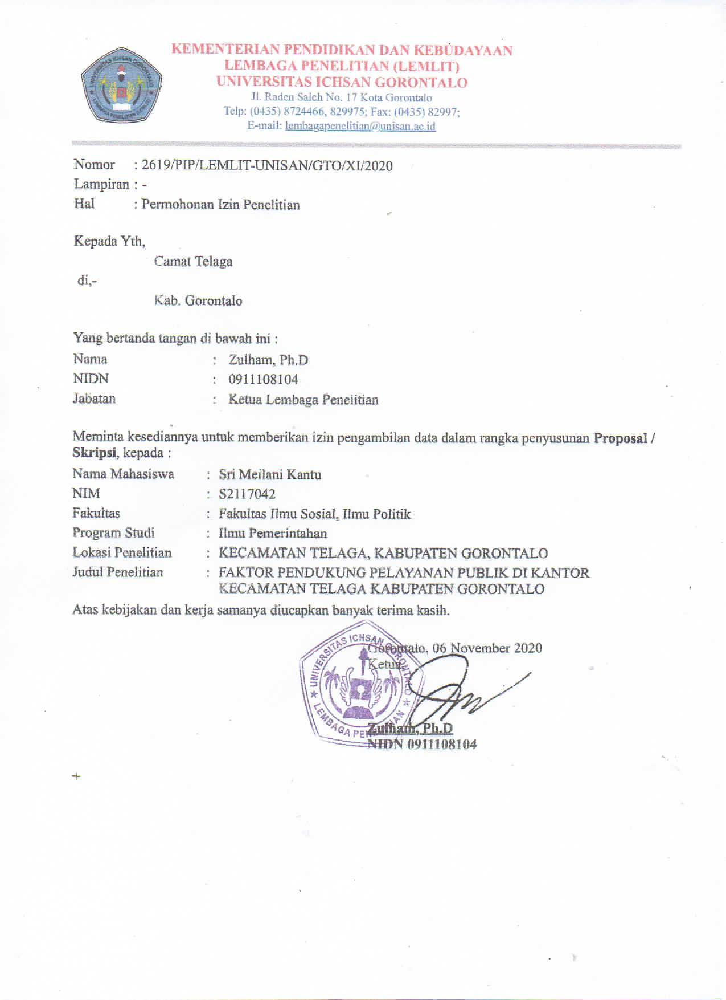 KEMENTERIAN PENDIDIKAN DAN KEBUDAYAAN
LEMBAGA PENELITIAN (LEMLIT)
UNIVERSITAS ICHSAN GORONTALO
Jl. Raden Saleh No. 17 Kota Gorontalo
Telp: (0435) 8724466, 829975; Fax: (0435) 82997;
E-mail: lembagapenelitian@unisan.ac.id
UNIVERSITAS ICHSAN GORONTALO
LEMBAGA PENELITIAN (LEMLIT)
Nomor : 2619/PIP/LEMLIT-UNISAN/GTO/XI/2020
Lampiran : -
Hal : Permohonan Izin Penelitian
Kepada Yth,
Camat Telaga
di,-
Kab. Gorontalo
Yang bertanda tangan di bawah ini :
Nama : Zulham, Ph.D
NIDN : 0911108104
Jabatan : Ketua Lembaga Penelitian
Meminta kesediannya untuk memberikan izin pengambilan data dalam rangka penyusunan Proposal /
Skripsi, kepada :
Nama Mahasiswa : Sri Meilani Kantu
NIM : S2117042
Fakultas : Fakultas Ilmu Sosial, Ilmu Politik
Program Studi : Ilmu Pemerintahan
Lokasi Penelitian : KECAMATAN TELAGA, KABUPATEN GORONTALO
Judul Penelitian : FAKTOR PENDUKUNG PELAYANAN PUBLIK DI KANTOR
KECAMATAN TELAGA KABUPATEN GORONTALO
Atas kebijakan dan kerja samanya diucapkan banyak terima kasih.
Gorontalo, 06 November 2020
Ketua,
UNIVERSITAS ICHSAN GORONTALO
LEMBAGA PENELITIAN
Zulham, Ph.D
NIDN 0911108104
+